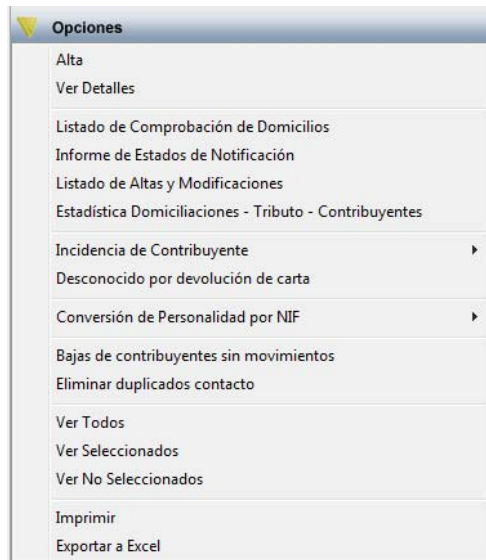 Opciones
Alta
Ver Detalles
Listado de Comprobación de Domicilios
Informe de Estados de Notificación
Listado de Altas y Modificaciones
Estadística Domiciliaciones - Tributo - Contribuyentes
Incidencia de Contribuyente
Desconocido por devolución de carta
Conversión de Personalidad por NIF
Bajas de contribuyentes sin movimientos
Eliminar duplicados contacto
Ver Todos
Ver Seleccionados
Ver No Seleccionados
Imprimir
Exportar a Excel